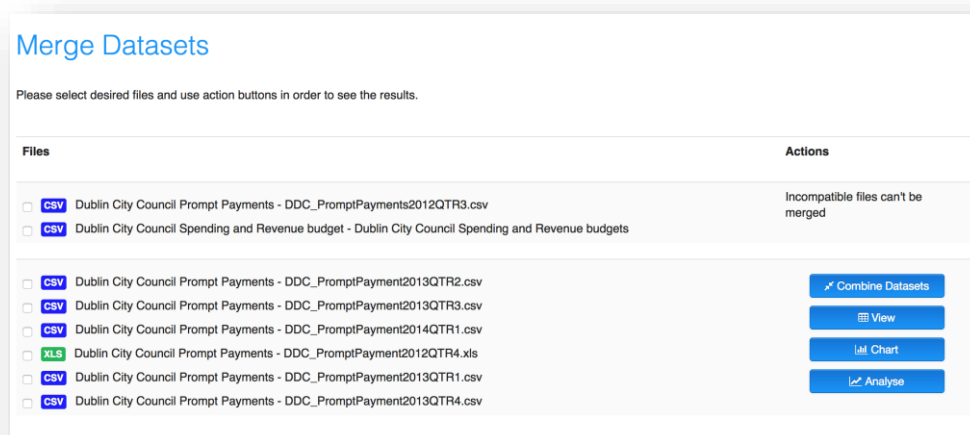 Merge Datasets
Please select desired files and use action buttons in order to see the results.
Files Actions
CSV Dublin City Council Prompt Payments - DDC_PromptPayments2012QTR3.csv
CSV Dublin City Council Spending and Revenue budget - Dublin City Council Spending and Revenue budgets
Incompatible files can't be
merged
CSV Dublin City Council Prompt Payments - DDC_PromptPayment2013QTR2.csv
CSV Dublin City Council Prompt Payments - DDC_PromptPayment2013QTR3.csv
CSV Dublin City Council Prompt Payments - DDC_PromptPayment2014QTR1.csv
XLS Dublin City Council Prompt Payments - DDC_PromptPayment2012QTR4.xls
CSV Dublin City Council Prompt Payments - DDC_PromptPayment2013QTR1.csv
CSV Dublin City Council Prompt Payments - DDC_PromptPayment2013QTR4.csv
Combine Datasets
View
Chart
Analyse